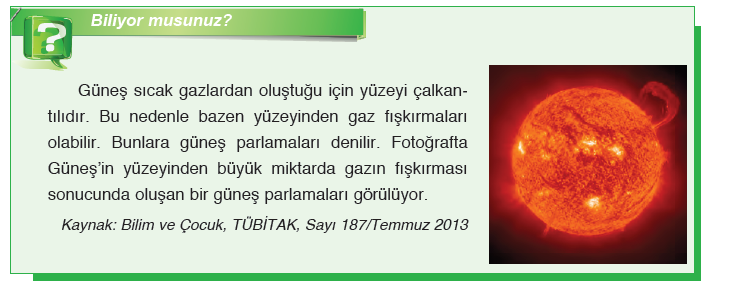 Biliyor musunuz?
Güneş sıcak gazlardan oluştuğu için yüzeyi çalkan-
tılıdır. Bu nedenle bazen yüzeyinden gaz fışkırmaları
olabilir. Bunlara güneş parlamaları denilir. Fotoğrafta
Güneş'in yüzeyinden büyük miktarda gazın fışkırması
sonucunda oluşan bir güneş parlamaları görülüyor.
Kaynak: Bilim ve Çocuk, TÜBİTAK, Sayı 187/Temmuz 2013